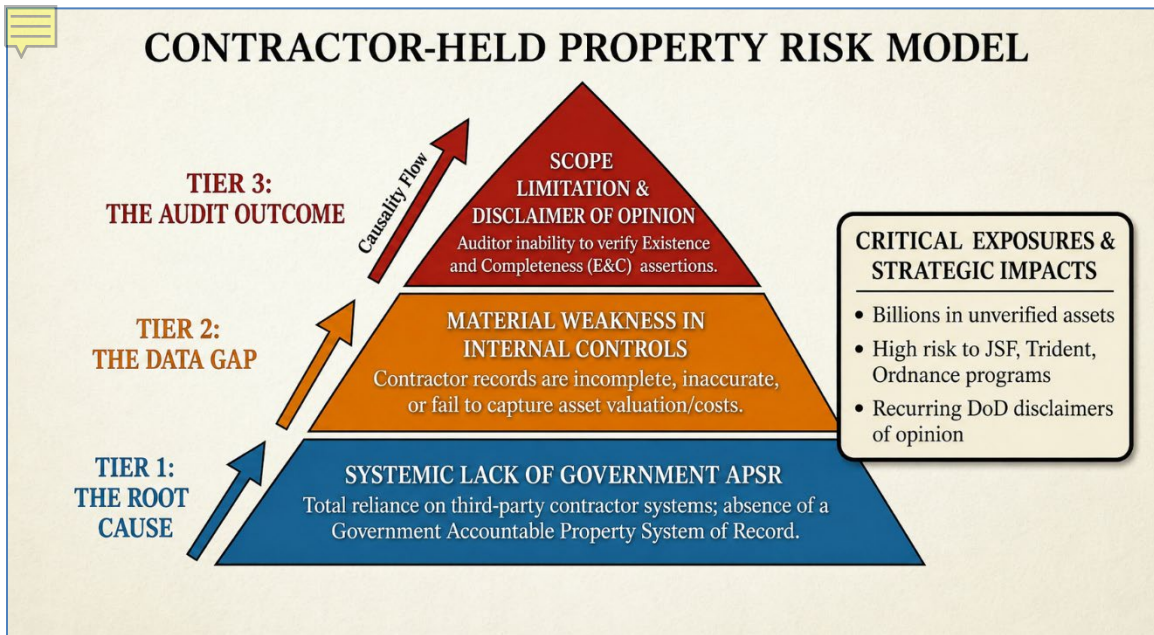 CONTRACTOR-HELD PROPERTY RISK MODEL
TIER 3:
THE AUDIT OUTCOME
Causality Flow
SCOPE
LIMITATION &
DISCLAIMER OF OPINION
Auditor inability to verify Existence
and Completeness (E&C) assertions.
TIER 2:
THE DATA GAP
MATERIAL WEAKNESS IN
INTERNAL CONTROLS
Contractor records are incomplete, inaccurate,
or fail to capture asset valuation/costs.
TIER 1:
THE ROOT
CAUSE
SYSTEMIC LACK OF GOVERNMENT APSR
Total reliance on third-party contractor systems; absence of a
Government Accountable Property System of Record.
CRITICAL EXPOSURES &
STRATEGIC IMPACTS
• Billions in unverified assets
• High risk to JSF, Trident,
Ordnance programs
• Recurring DoD disclaimers
of opinion